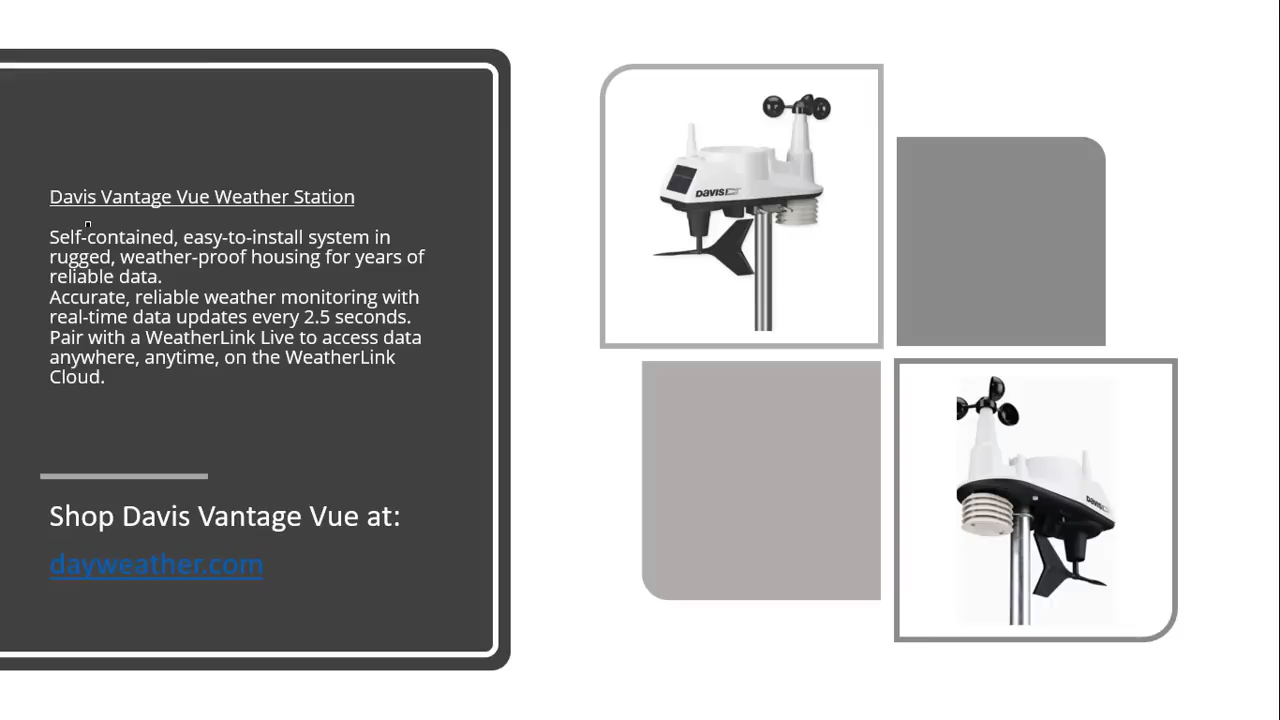 Davis Vantage Vue Weather Station
Self-contained, easy-to-install system in
rugged, weather-proof housing for years of
reliable data.
Accurate, reliable weather monitoring with
real-time data updates every 2.5 seconds.
Pair with a WeatherLink Live to access data
anywhere, anytime, on the WeatherLink
Cloud.
Shop Davis Vantage Vue at:
dayweather.com
DAVIS
DAVIS